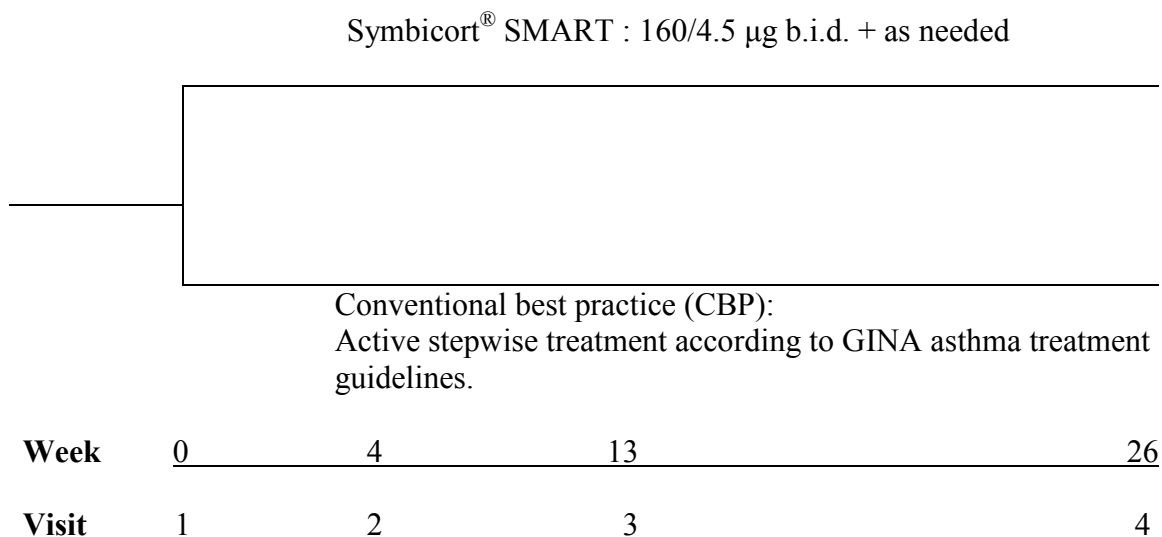 Symbicort® SMART : 160/4.5 µg b.i.d. + as needed
Conventional best practice (CBP):
Active stepwise treatment according to GINA asthma treatment
guidelines.
Week 0 4 13 26
Visit 1 2 3 4